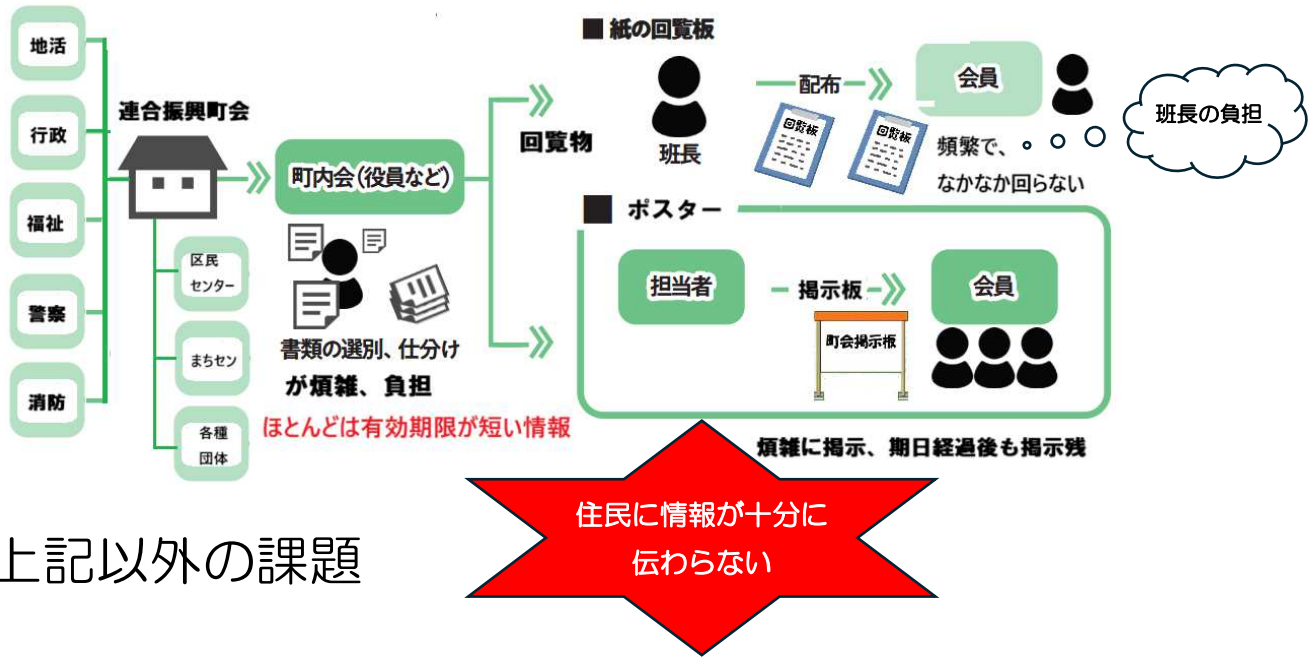 地活
行政
福祉
警察
消防
連合振興町会
区民
センター
まちセン
各種
団体
町内会(役員など)
書類の選別、仕分け
が煩雑、負担
ほとんどは有効期限が短い情報
回覧物
■ 紙の回覧板
班長
配布
回覧板
回覧板
会員
頻繁で、
なかなか回らない
班長の負担
■ ポスター
担当者
掲示板
町会掲示板
会員
煩雑に掲示、期日経過後も掲示残
住民に情報が十分に
伝わらない
上記以外の課題